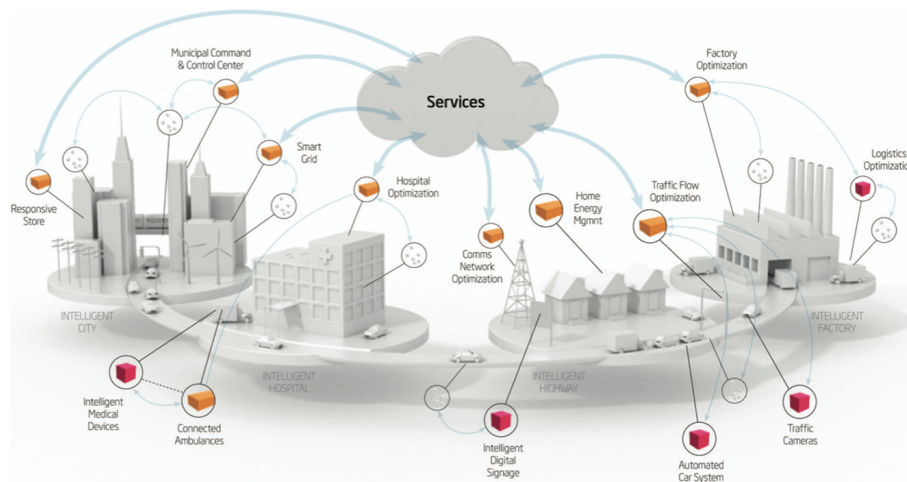 Municipal Command
& Control Center
Services
Factory
Optimization
Smart
Grid
Hospital
Optimization
Home
Energy
Mgmnt
Traffic Flow
Optimization
Logistics
Optimizati
Responsive
Store
Comms
Network
Optimization
INTELLIGENT
CITY
INTELLIGENT
FACTORY
INTELLIGENT
HOSPITAL
INTELLIGENT
HIGHWAY
Intelligent
Medical
Devices
Connected
Ambulances
Intelligent
Digital
Signage
Automated
Car System
Traffic
Cameras